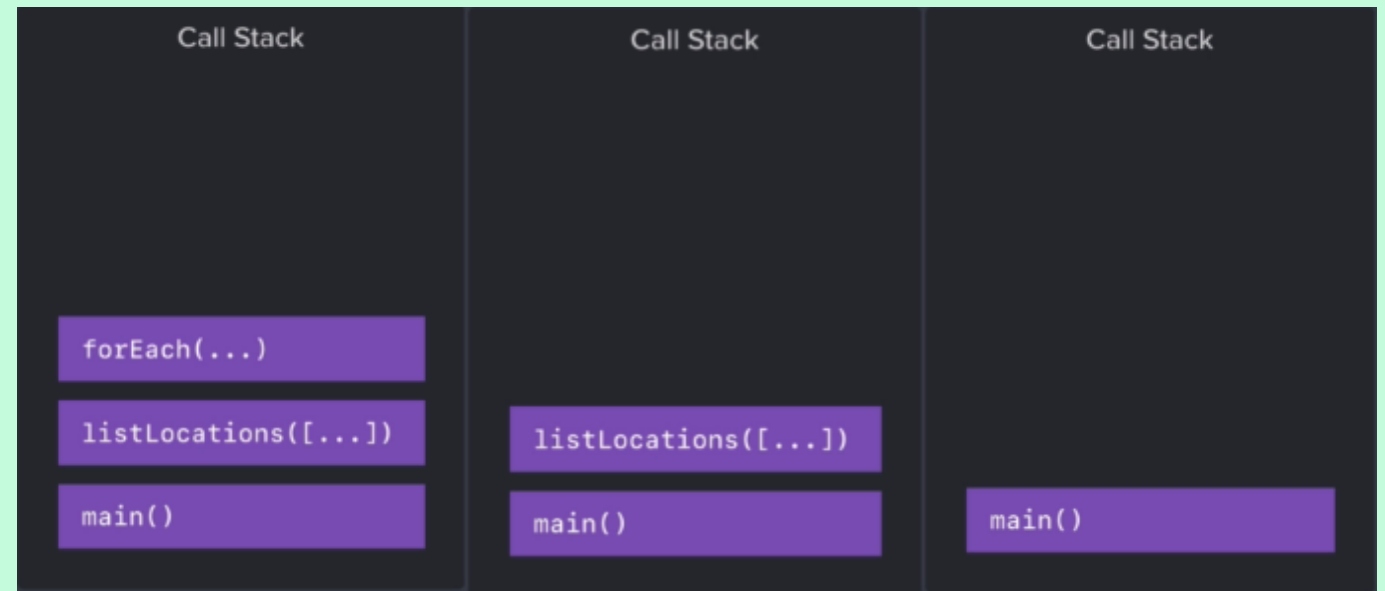 Call Stack
forEach(...)
listLocations([...])
main()
Call Stack
listLocations([...])
main()
Call Stack
main()